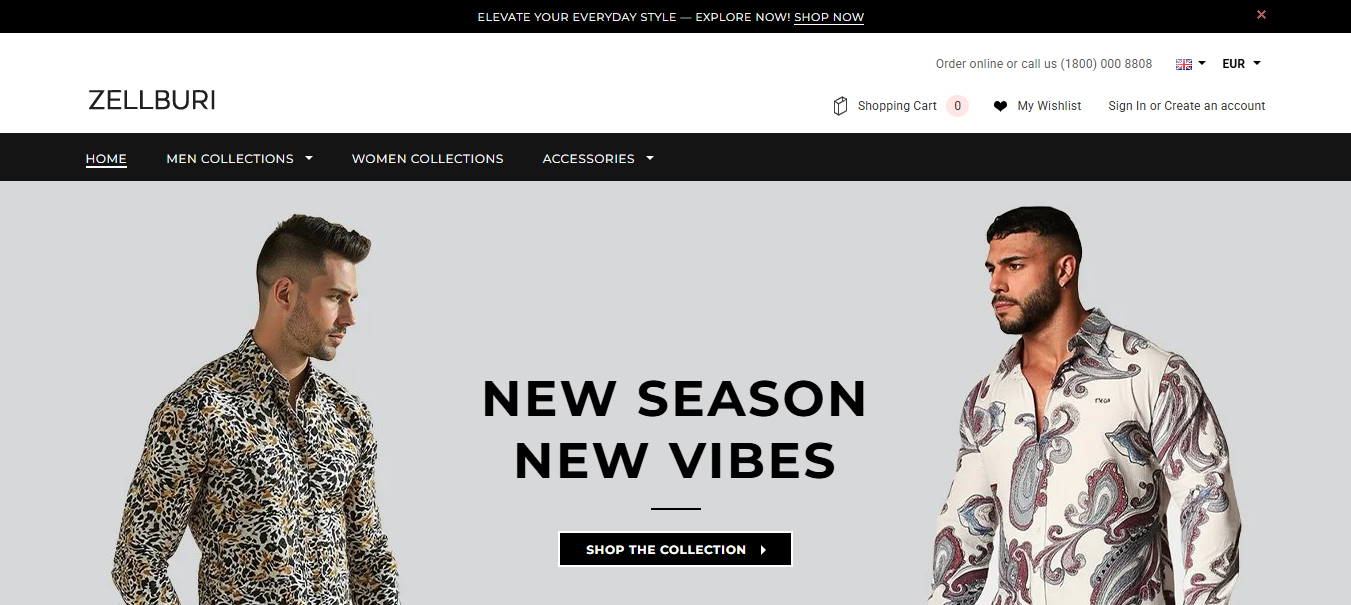 ELEVATE YOUR EVERYDAY STYLE — EXPLORE NOW! SHOP NOW
Order online or call us (1800) 000 8808
EUR
ZELLBURI
Shopping Cart 0
My Wishlist
Sign In or Create an account
HOME
MEN COLLECTIONS
WOMEN COLLECTIONS
ACCESSORIES
NEW SEASON
NEW VIBES
SHOP THE COLLECTION